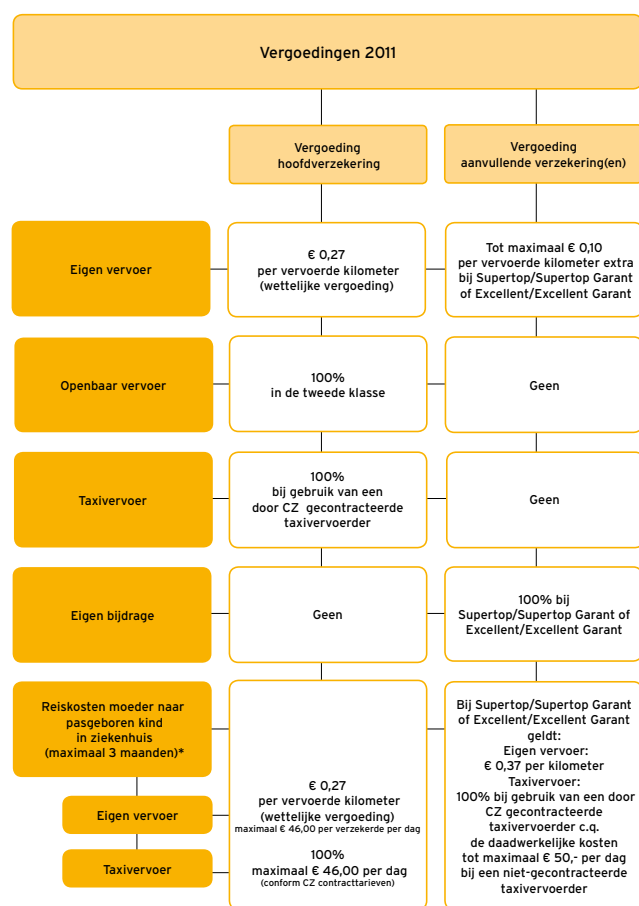 Vergoedingen 2011
Vergoeding
hoofdverzekering
Vergoeding
aanvullende verzekering(en)
Eigen vervoer
€ 0,27
per vervoerde kilometer
(wettelijke vergoeding)
Tot maximaal € 0,10
per vervoerde kilometer extra
bij Supertop/Supertop Garant
of Excellent/Excellent Garant
Openbaar vervoer
100%
in de tweede klasse
Geen
Taxivervoer
100%
bij gebruik van een
door CZ gecontracteerde
taxivervoerder
Geen
Eigen bijdrage
Geen
100% bij
Supertop/Supertop Garant of
Excellent/Excellent Garant
Reiskosten moeder naar
pasgeboren kind
in ziekenhuis
(maximaal 3 maanden)*
Eigen vervoer
€ 0,27
per vervoerde kilometer
(wettelijke vergoeding)
maximaal € 46,00 per verzekerde per dag
Taxivervoer
100%
maximaal € 46,00 per dag
(conform CZ contracttarieven)
Bij Supertop/Supertop Garant
of Excellent/Excellent Garant
geldt:
Eigen vervoer:
€ 0,37 per kilometer
Taxivervoer:
100% bij gebruik van een door
CZ gecontracteerde
taxivervoerder c.q.
de daadwerkelijke kosten
tot maximaal € 50,- per dag
bij een niet-gecontracteerde
taxivervoerder